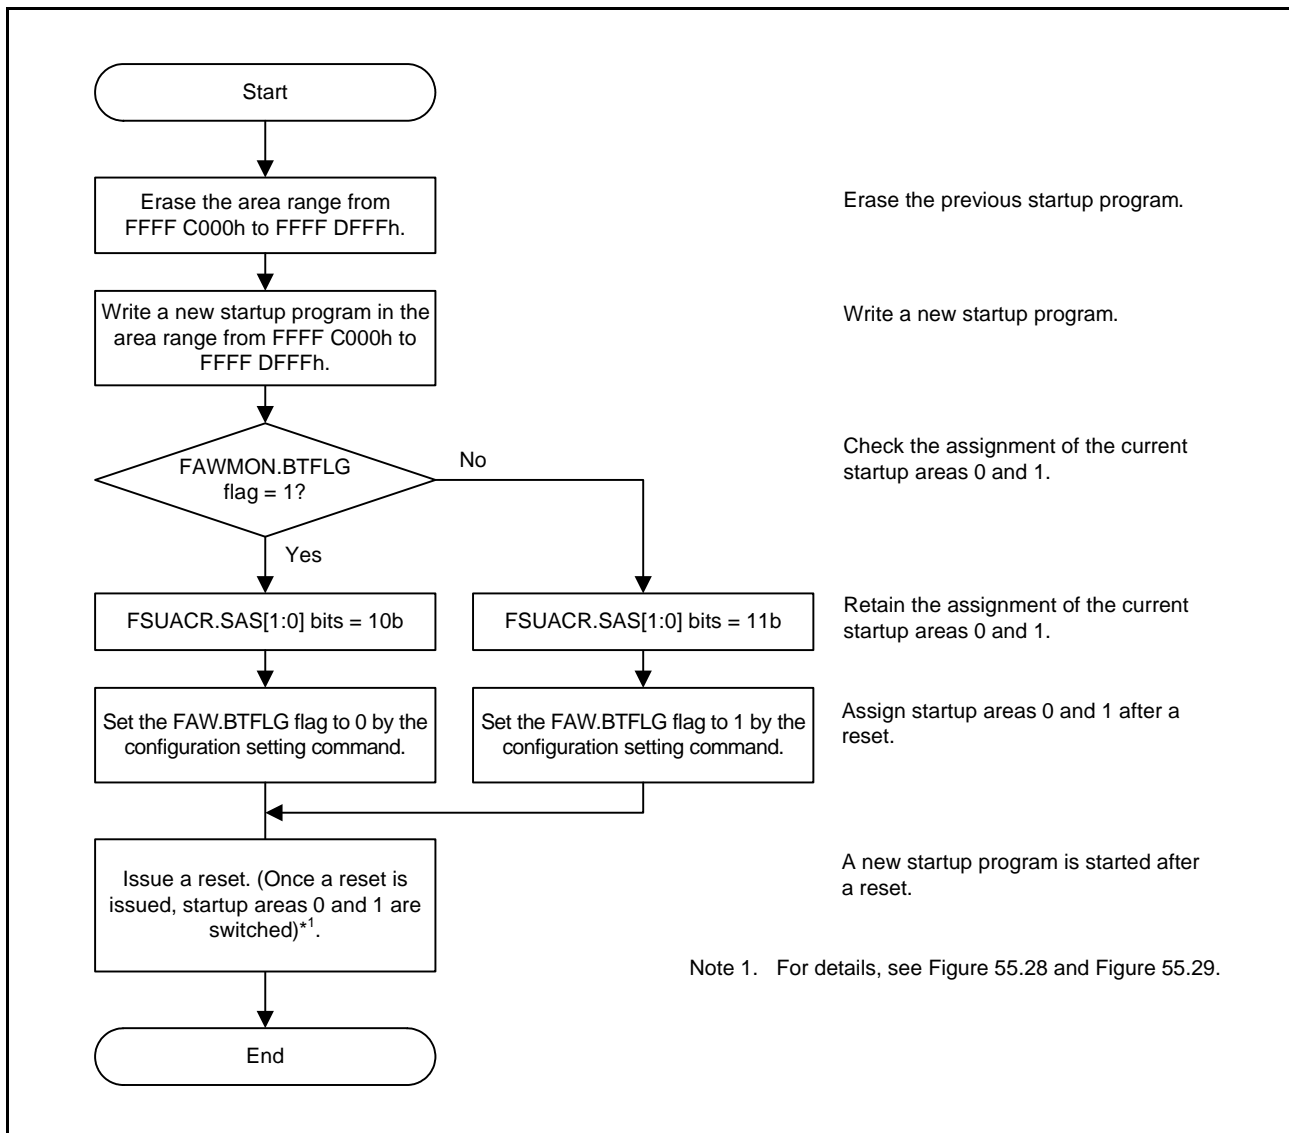 Start
Erase the area range from
FFFF C000h to FFFF DFFFh.
Erase the previous startup program.
Write a new startup program in the
area range from FFFF C000h to
FFFF DFFFh.
Write a new startup program.
FAWMON.BTFLG
flag = 1?
No
Check the assignment of the current
startup areas 0 and 1.
Yes
FSUACR.SAS[1:0] bits = 10b
FSUACR.SAS[1:0] bits = 11b
Retain the assignment of the current
startup areas 0 and 1.
Set the FAW.BTFLG flag to 0 by the
configuration setting command.
Set the FAW.BTFLG flag to 1 by the
configuration setting command.
Assign startup areas 0 and 1 after a
reset.
Issue a reset. (Once a reset is
issued, startup areas 0 and 1 are
switched)*1.
A new startup program is started after
a reset.
Note 1. For details, see Figure 55.28 and Figure 55.29.
End